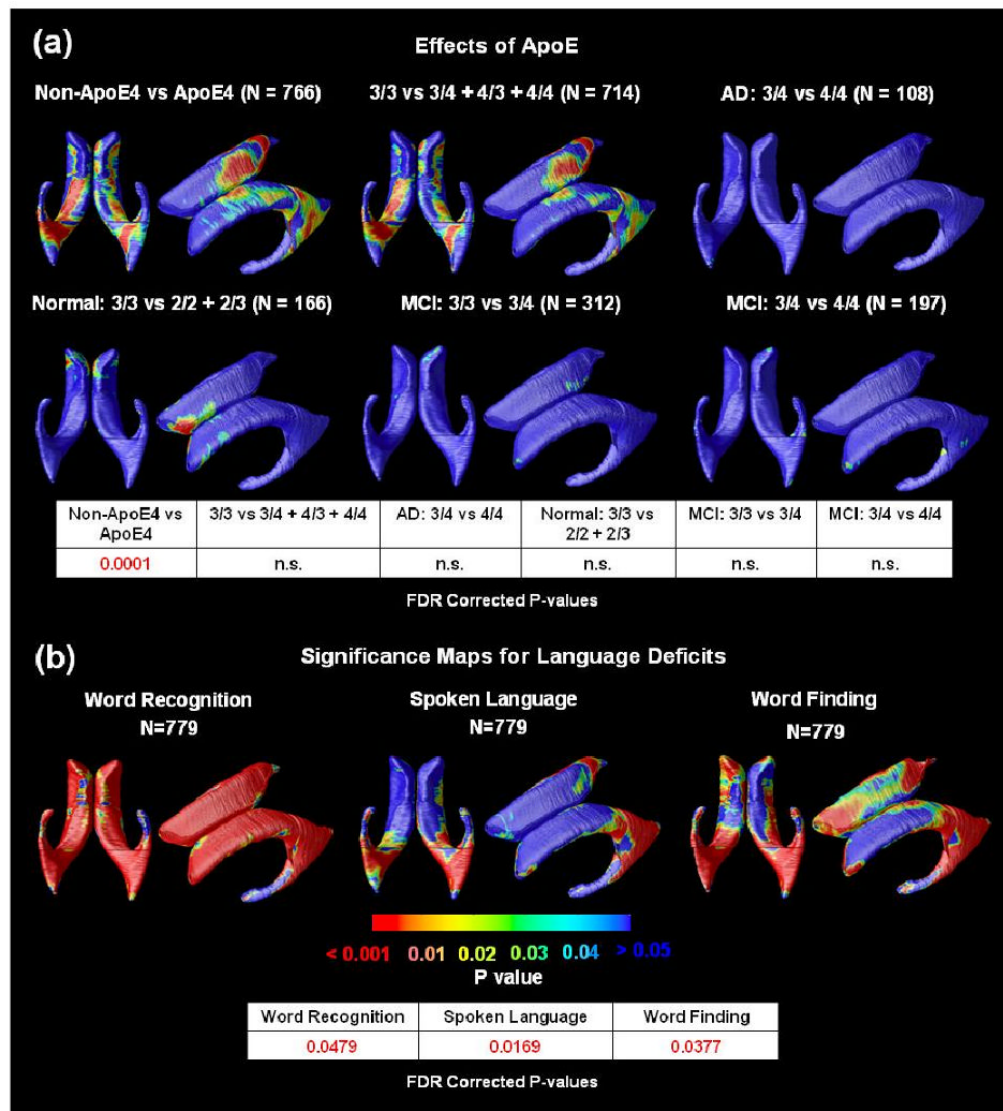 (a)
Effects of ApoE
Non-ApoE4 vs ApoE4 (N = 766)
3/3 vs 3/4 + 4/3 + 4/4 (N = 714)
AD: 3/4 vs 4/4 (N = 108)
Normal: 3/3 vs 2/2 + 2/3 (N = 166)
MCI: 3/3 vs 3/4 (N = 312)
MCI: 3/4 vs 4/4 (N = 197)
Non-ApoE4 vs
ApoE4
3/3 vs 3/4 + 4/3 + 4/4
AD: 3/4 vs 4/4
Normal: 3/3 vs
2/2 + 2/3
MCI: 3/3 vs 3/4
MCI: 3/4 vs 4/4
0.0001
n.s.
n.s.
n.s.
n.s.
n.s.
FDR Corrected P-values
(b)
Significance Maps for Language Deficits
Word Recognition
N=779
Spoken Language
N=779
Word Finding
N=779
< 0.001 0.01 0.02 0.03 0.04 > 0.05
P value
Word Recognition
Spoken Language
Word Finding
0.0479
0.0169
0.0377
FDR Corrected P-values